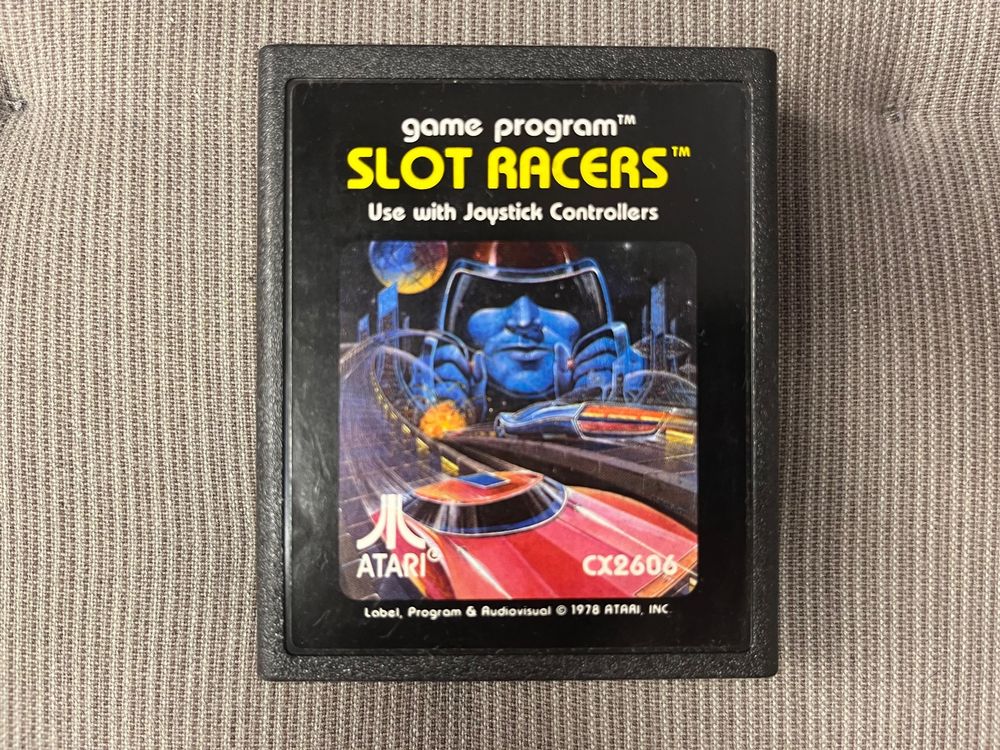 game program™
SLOT RACERS™
Use with Joystick Controllers
ATARI®
CX2606
Label, Program & Audiovisual © 1978 ATARI, INC.